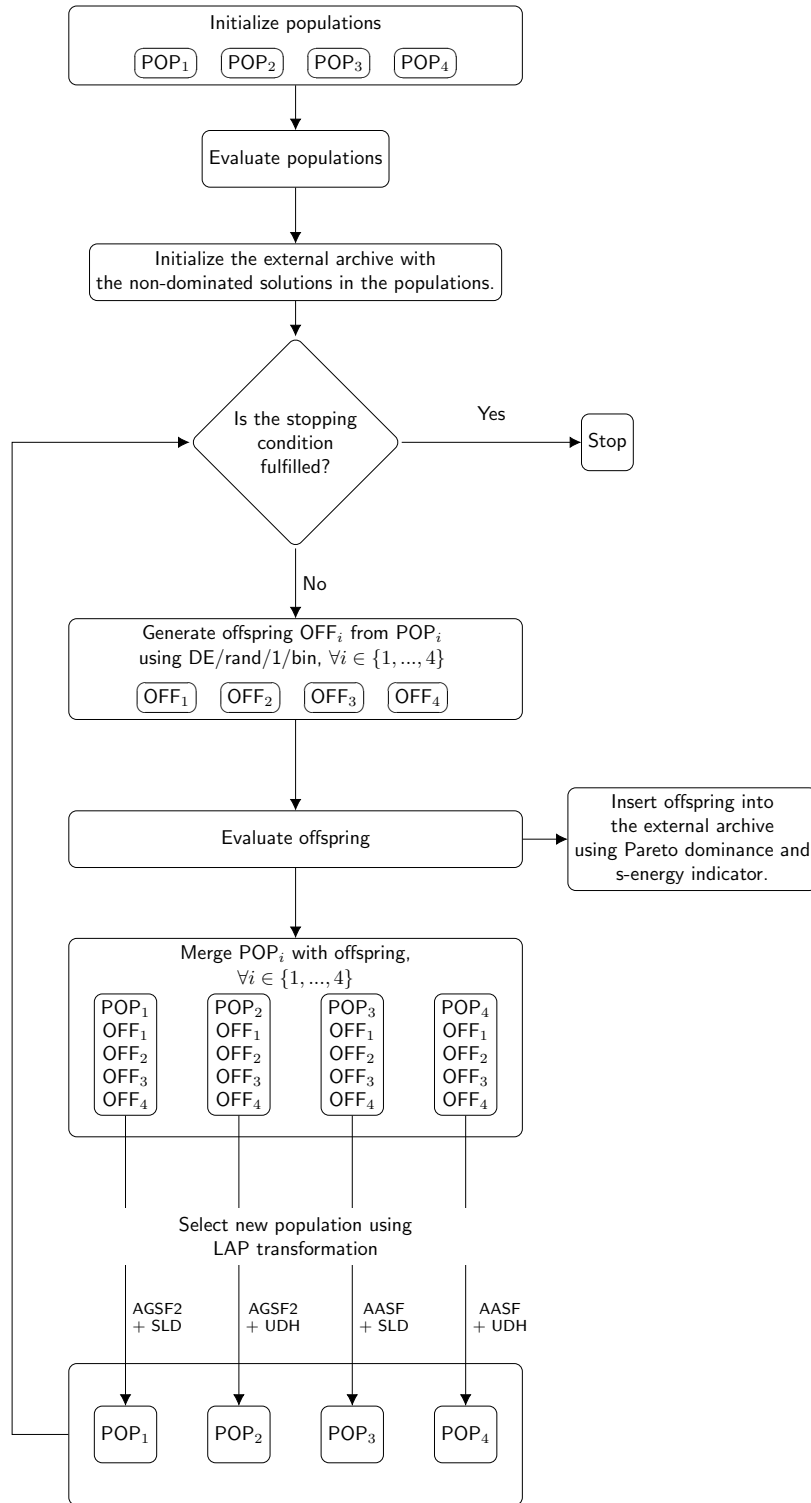 Initialize populations
POP₁ POP₂ POP₃ POP₄
Evaluate populations
Initialize the external archive with
the non-dominated solutions in the populations.
Is the stopping
condition
fulfilled?
Yes
Stop
No
Generate offspring OFFᵢ from POPᵢ
using DE/rand/1/bin, ∀i ∈ {1, ..., 4}
OFF₁ OFF₂ OFF₃ OFF₄
Evaluate offspring
Insert offspring into
the external archive
using Pareto dominance and
s-energy indicator.
Merge POPᵢ with offspring,
∀i ∈ {1, ..., 4}
POP₁ POP₂ POP₃ POP₄
OFF₁ OFF₁ OFF₁ OFF₁
OFF₂ OFF₂ OFF₂ OFF₂
OFF₃ OFF₃ OFF₃ OFF₃
OFF₄ OFF₄ OFF₄ OFF₄
Select new population using
LAP transformation
AGSF2 AGSF2 AASF AASF
+ SLD + UDH + SLD + UDH
POP₁ POP₂ POP₃ POP₄